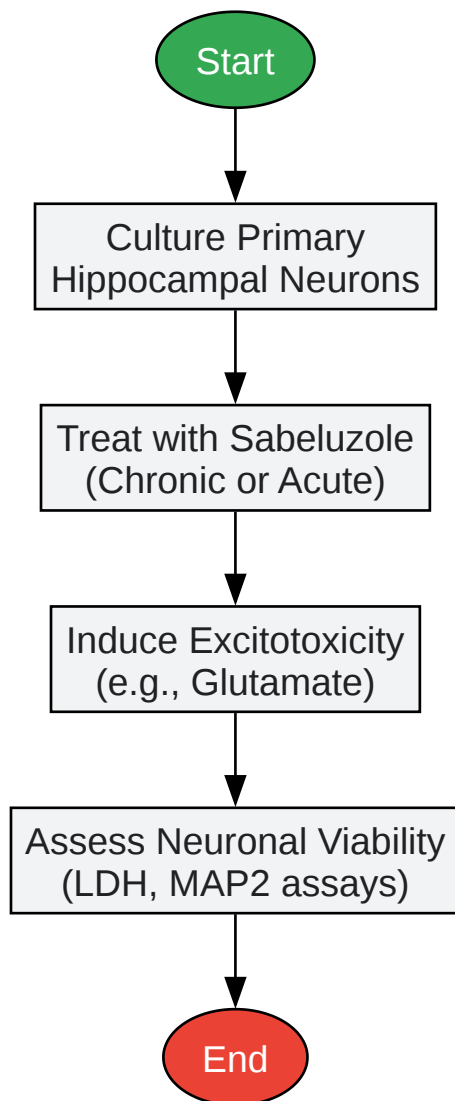 Start
Culture Primary
Hippocampal Neurons
Treat with Sabeluzole
(Chronic or Acute)
Induce Excitotoxicity
(e.g., Glutamate)
Assess Neuronal Viability
(LDH, MAP2 assays)
End